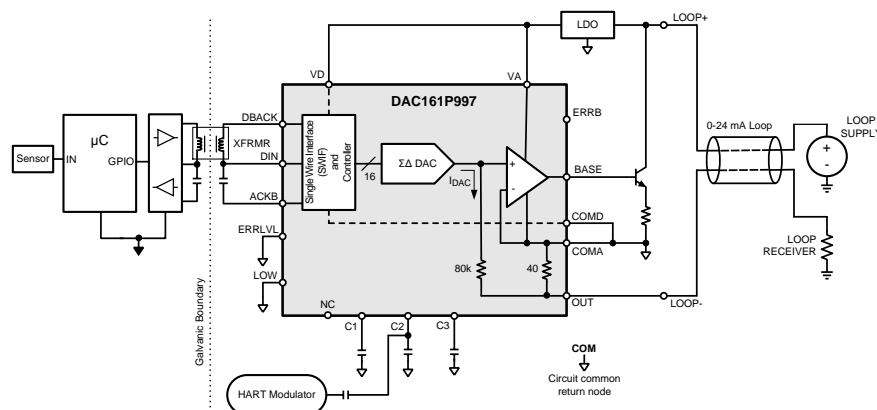 LOOP+
LDO
VD
VA
DAC161P997
ERRB
0-24 mA Loop
LOOP
SUPPLY
+
-
µC
DBACK
XFRMR
Sensor
IN
GPIO
DIN
Single Wire Interface
(SWIF)
and
Controller
16
ΣΔ DAC
IDAC
+
-
BASE
ACKB
COMD
ERRLVL
COMA
LOOP
RECEIVER
80k
40
LOW
OUT
LOOP-
NC
C1
C2
C3
Galvanic Boundary
COM
Circuit common
return node
HART Modulator